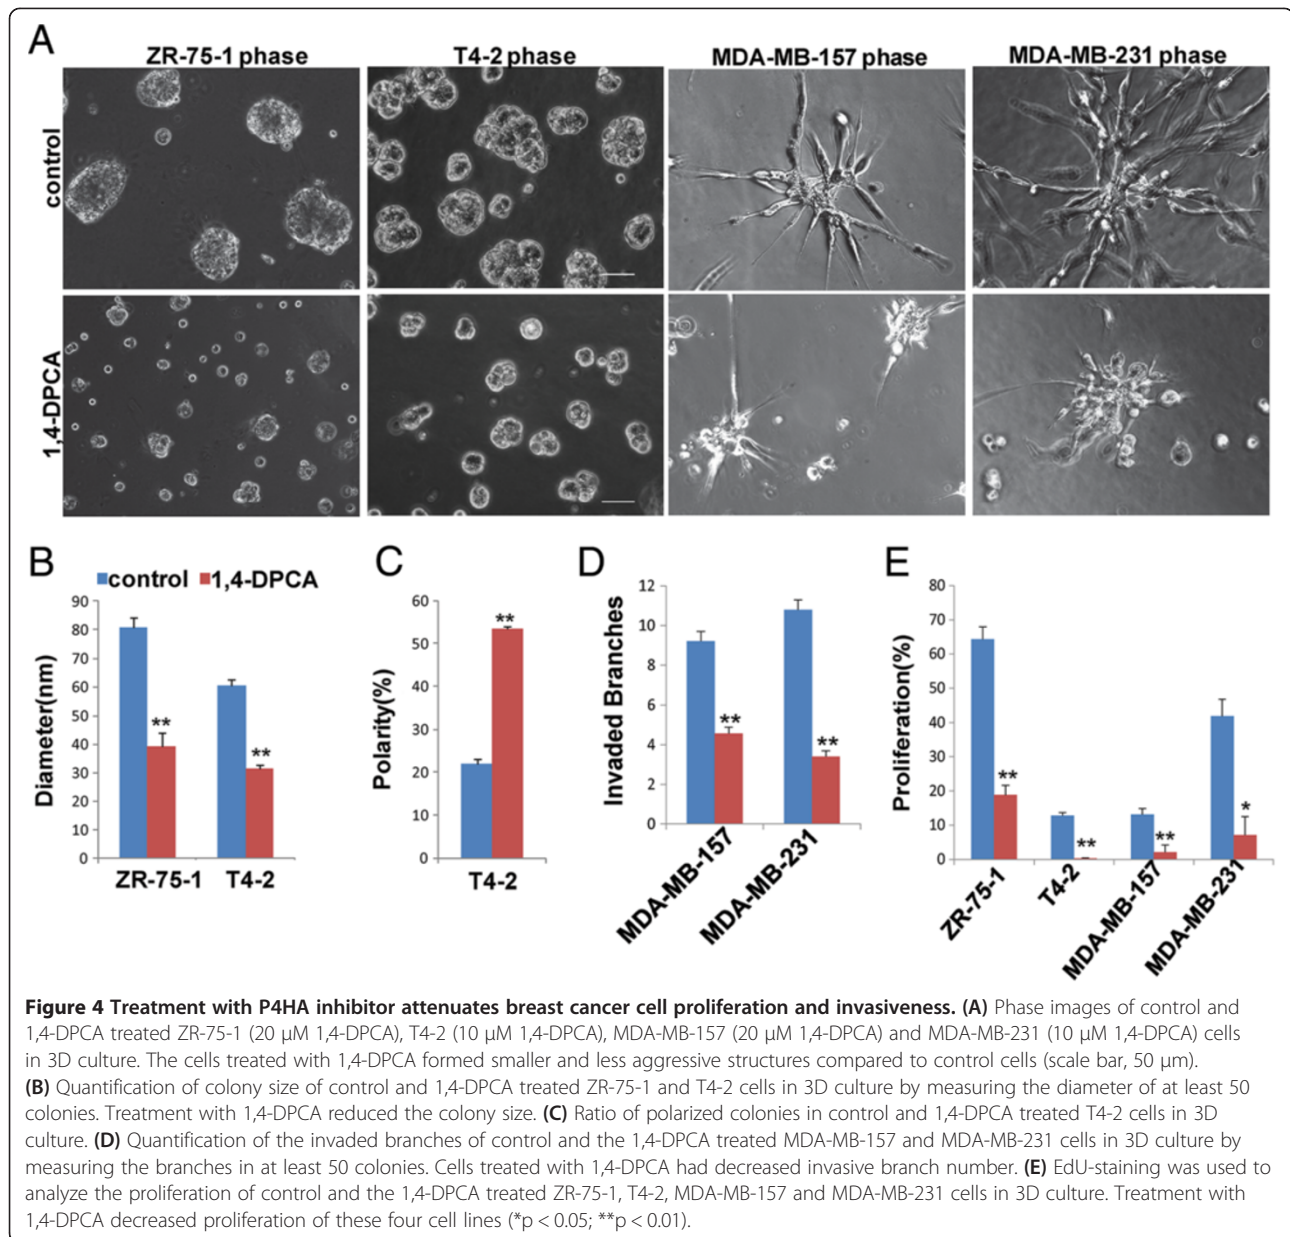 A
ZR-75-1 phase
T4-2 phase
MDA-MB-157 phase
MDA-MB-231 phase
control
1,4-DPCA
B
control
1,4-DPCA
Diameter(nm)
90
80
70
60
50
40
30
20
10
0
**
**
ZR-75-1
T4-2
C
Polarity(%)
60
50
40
30
20
10
0
**
T4-2
D
Invaded Branches
12
10
8
6
4
2
0
**
**
MDA-MB-157
MDA-MB-231
E
Proliferation(%)
80
70
60
50
40
30
20
10
0
**
**
**
*
ZR-75-1
T4-2
MDA-MB-157
MDA-MB-231
Figure 4 Treatment with P4HA inhibitor attenuates breast cancer cell proliferation and invasiveness. (A) Phase images of control and
1,4-DPCA treated ZR-75-1 (20 μM 1,4-DPCA), T4-2 (10 μM 1,4-DPCA), MDA-MB-157 (20 μM 1,4-DPCA) and MDA-MB-231 (10 μM 1,4-DPCA) cells
in 3D culture. The cells treated with 1,4-DPCA formed smaller and less aggressive structures compared to control cells (scale bar, 50 μm).
(B) Quantification of colony size of control and 1,4-DPCA treated ZR-75-1 and T4-2 cells in 3D culture by measuring the diameter of at least 50
colonies. Treatment with 1,4-DPCA reduced the colony size. (C) Ratio of polarized colonies in control and 1,4-DPCA treated T4-2 cells in 3D
culture. (D) Quantification of the invaded branches of control and the 1,4-DPCA treated MDA-MB-157 and MDA-MB-231 cells in 3D culture by
measuring the branches in at least 50 colonies. Cells treated with 1,4-DPCA had decreased invasive branch number. (E) EdU-staining was used to
analyze the proliferation of control and the 1,4-DPCA treated ZR-75-1, T4-2, MDA-MB-157 and MDA-MB-231 cells in 3D culture. Treatment with
1,4-DPCA decreased proliferation of these four cell lines (*p < 0.05; **p < 0.01).